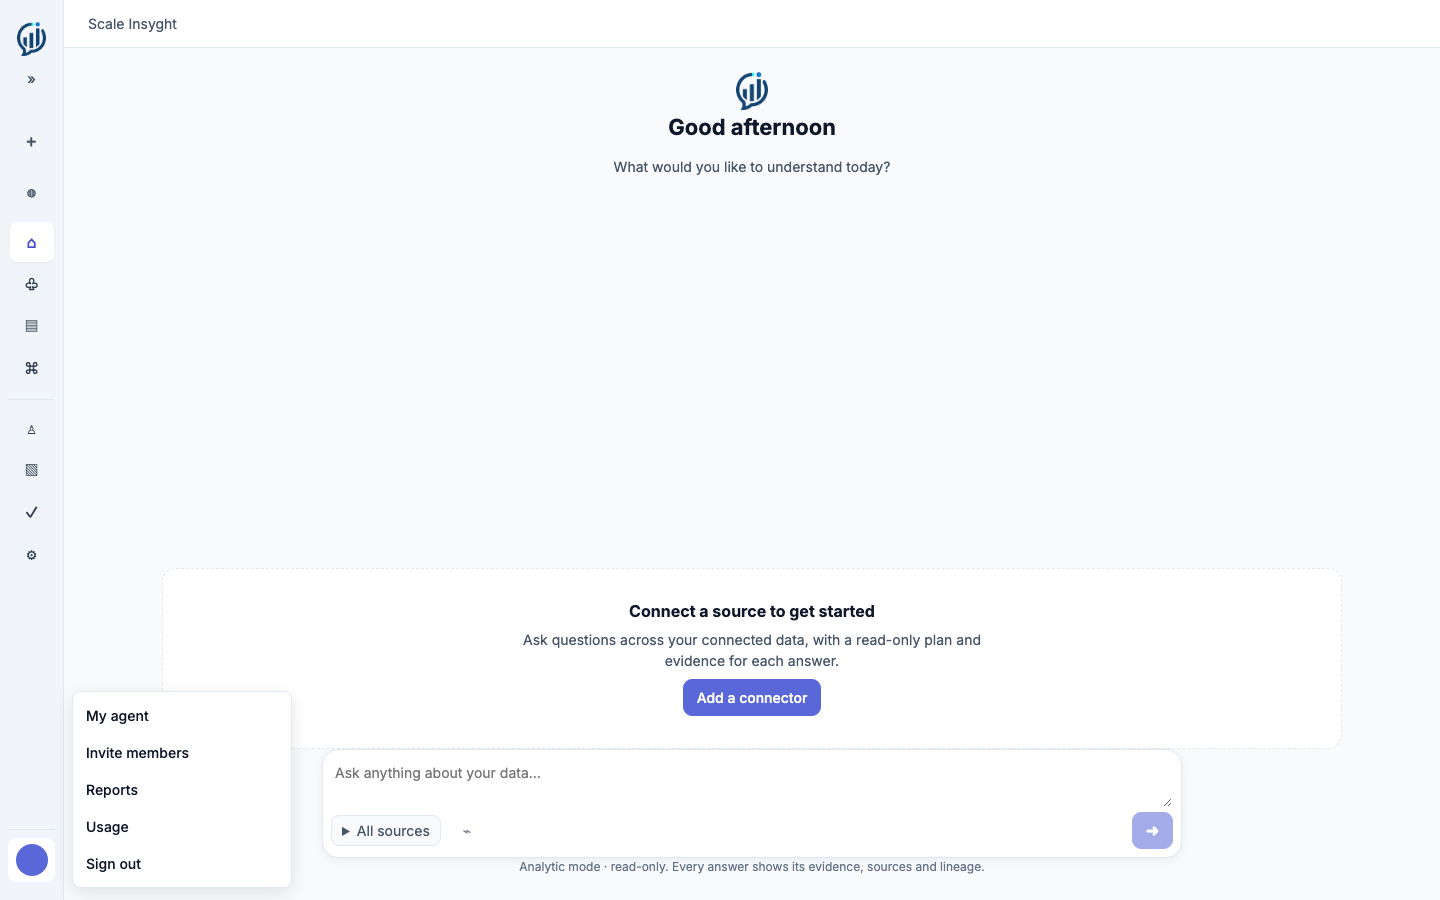 Scale Insyght
Good afternoon
What would you like to understand today?
Connect a source to get started
Ask questions across your connected data, with a read-only plan and
evidence for each answer.
Add a connector
My agent
Invite members
Reports
Usage
Sign out
Ask anything about your data...
All sources
Analytic mode · read-only. Every answer shows its evidence, sources and lineage.